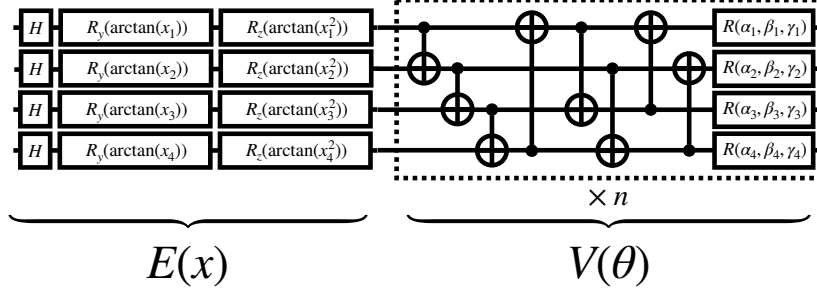 H R_y(arctan(x_1)) R_z(arctan(x_1^2)) R(α_1, β_1, γ_1)
H R_y(arctan(x_2)) R_z(arctan(x_2^2)) R(α_2, β_2, γ_2)
H R_y(arctan(x_3)) R_z(arctan(x_3^2)) R(α_3, β_3, γ_3)
H R_y(arctan(x_4)) R_z(arctan(x_4^2)) R(α_4, β_4, γ_4)
× n
E(x) V(θ)